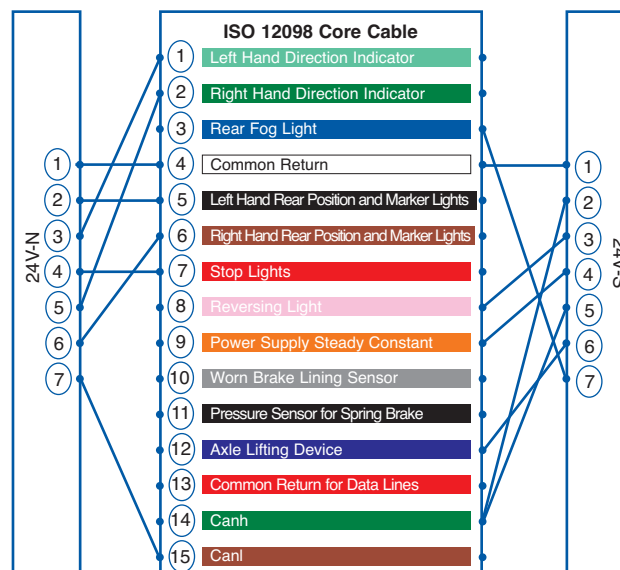 ISO 12098 Core Cable
1 Left Hand Direction Indicator
2 Right Hand Direction Indicator
3 Rear Fog Light
4 Common Return
5 Left Hand Rear Position and Marker Lights
6 Right Hand Rear Position and Marker Lights
7 Stop Lights
8 Reversing Light
9 Power Supply Steady Constant
10 Worn Brake Lining Sensor
11 Pressure Sensor for Spring Brake
12 Axle Lifting Device
13 Common Return for Data Lines
14 Canh
15 Canl
24V-N
1
2
3
4
5
6
7
24V-S
1
2
3
4
5
6
7